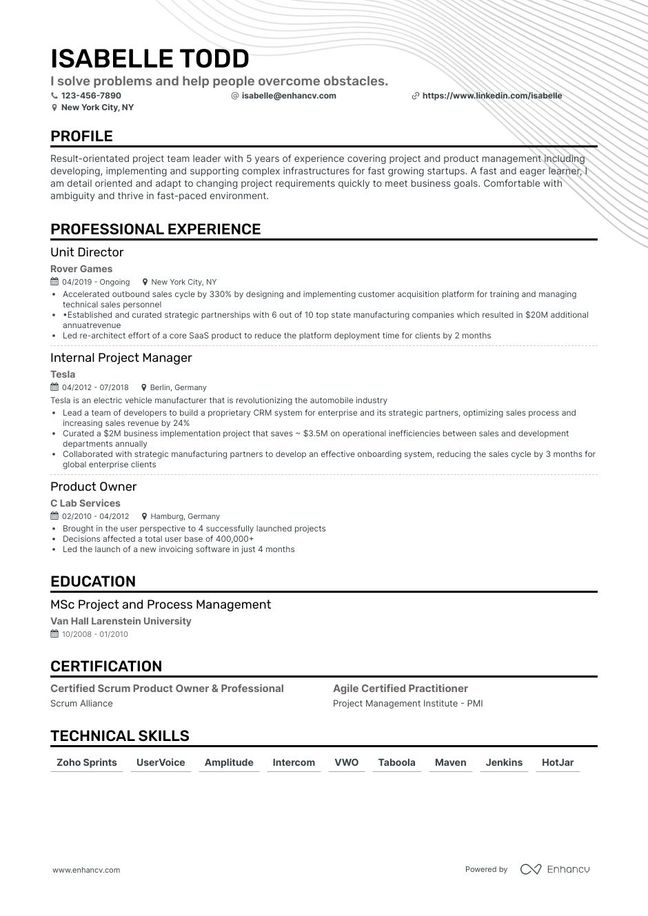 ISABELLE TODD
I solve problems and help people overcome obstacles.
123-456-7890 isabelle@enhancv.com https://www.linkedin.com/isabelle
New York City, NY
PROFILE
Result-orientated project team leader with 5 years of experience covering project and product management including
developing, implementing and supporting complex infrastructures for fast growing startups. A fast and eager learner, I
am detail oriented and adapt to changing project requirements quickly to meet business goals. Comfortable with
ambiguity and thrive in fast-paced environment.
PROFESSIONAL EXPERIENCE
Unit Director
Rover Games
04/2019 - Ongoing New York City, NY
• Accelerated outbound sales cycle by 330% by designing and implementing customer acquisition platform for training and managing
technical sales personnel
• •Established and curated strategic partnerships with 6 out of 10 top state manufacturing companies which resulted in $20M additional
annuatrevenue
• Led re-architect effort of a core SaaS product to reduce the platform deployment time for clients by 2 months
Internal Project Manager
Tesla
04/2012 - 07/2018 Berlin, Germany
Tesla is an electric vehicle manufacturer that is revolutionizing the automobile industry
• Lead a team of developers to build a proprietary CRM system for enterprise and its strategic partners, optimizing sales process and
increasing sales revenue by 24%
• Curated a $2M business implementation project that saves ~ $3.5M on operational inefficiencies between sales and development
departments annually
• Collaborated with strategic manufacturing partners to develop an effective onboarding system, reducing the sales cycle by 3 months for
global enterprise clients
Product Owner
C Lab Services
02/2010 - 04/2012 Hamburg, Germany
• Brought in the user perspective to 4 successfully launched projects
• Decisions affected a total user base of 400,000+
• Led the launch of a new invoicing software in just 4 months
EDUCATION
MSc Project and Process Management
Van Hall Larenstein University
10/2008 - 01/2010
CERTIFICATION
Certified Scrum Product Owner & Professional Agile Certified Practitioner
Scrum Alliance Project Management Institute - PMI
TECHNICAL SKILLS
Zoho Sprints UserVoice Amplitude Intercom VWO Taboola Maven Jenkins HotJar
www.enhancv.com Powered by Enhancv